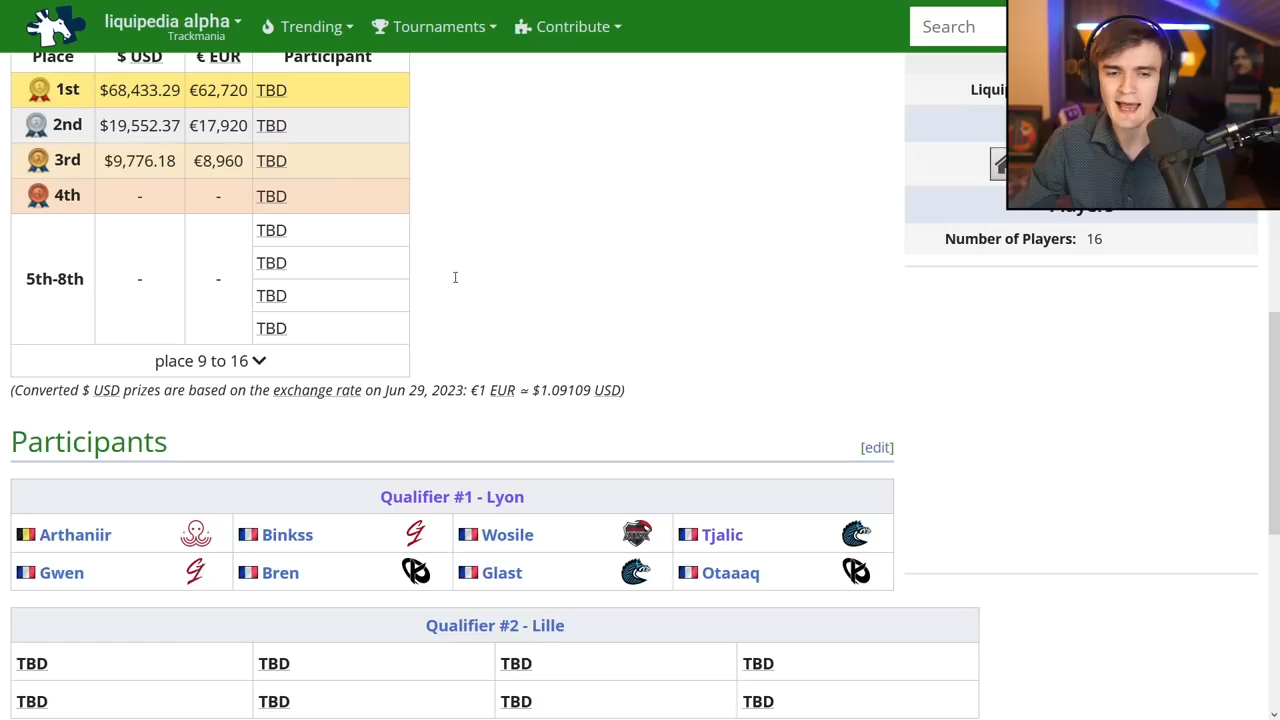 liquipedia alpha
Trackmania
Trending
Tournaments
Contribute
Search
Place $ USD € EUR Participant
1st $68,433.29 €62,720 TBD
2nd $19,552.37 €17,920 TBD
3rd $9,776.18 €8,960 TBD
4th - - TBD
5th-8th - - TBD
TBD
TBD
TBD
place 9 to 16
(Converted $ USD prizes are based on the exchange rate on Jun 29, 2023: €1 EUR ≃ $1.09109 USD)
Players
Number of Players: 16
Participants [edit]
Qualifier #1 - Lyon
Arthaniir Binkss Wosile Tjalic
Gwen Bren Glast Otaaaq
Qualifier #2 - Lille
TBD TBD TBD TBD
TBD TBD TBD TBD